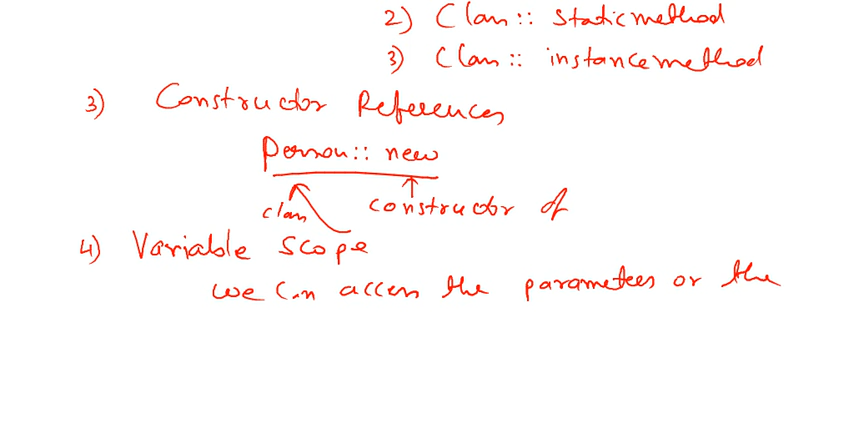 2) Class:: staticmethod
3) Class:: instancemethod
3) Constructor References
Person:: new
class constructor of
4) Variable Scope
we can access the parameters or the